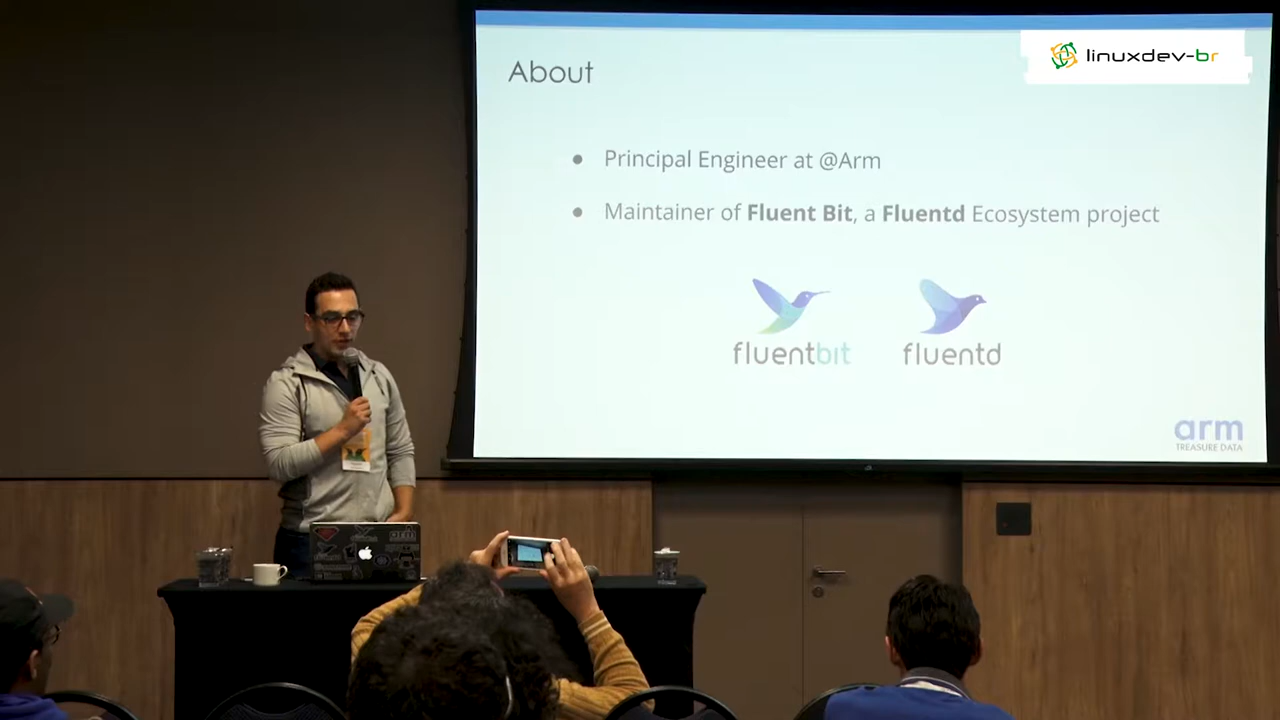 linuxdev-br
About
Principal Engineer at @Arm
Maintainer of Fluent Bit, a Fluentd Ecosystem project
fluentbit
fluentd
arm
TREASURE DATA